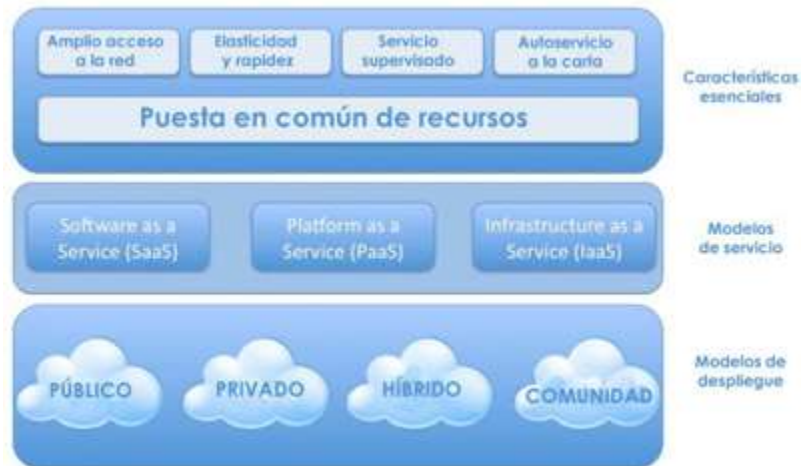 Amplio acceso
a la red
Elasticidad
y rapidez
Servicio
supervisado
Autoservicio
a la carta
Características
esenciales
Puesta en común de recursos
Software as a
Service (SaaS)
Platform as a
Service (PaaS)
Infrastructure as a
Service (IaaS)
Modelos
de servicio
PÚBLICO
PRIVADO
HÍBRIDO
COMUNIDAD
Modelos de
despliegue